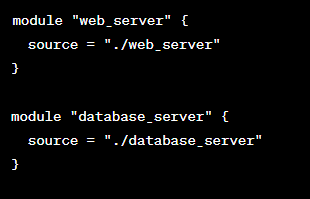 module "web_server" {
  source = "./web_server"
}

module "database_server" {
  source = "./database_server"
}